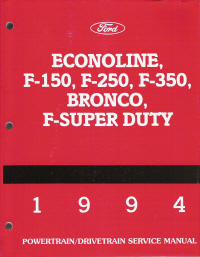 Ford
ECONOLINE,
F-150, F-250, F-350,
BRONCO,
F-SUPER DUTY
1 9 9 4
POWERTRAIN/DRIVETRAIN SERVICE MANUAL